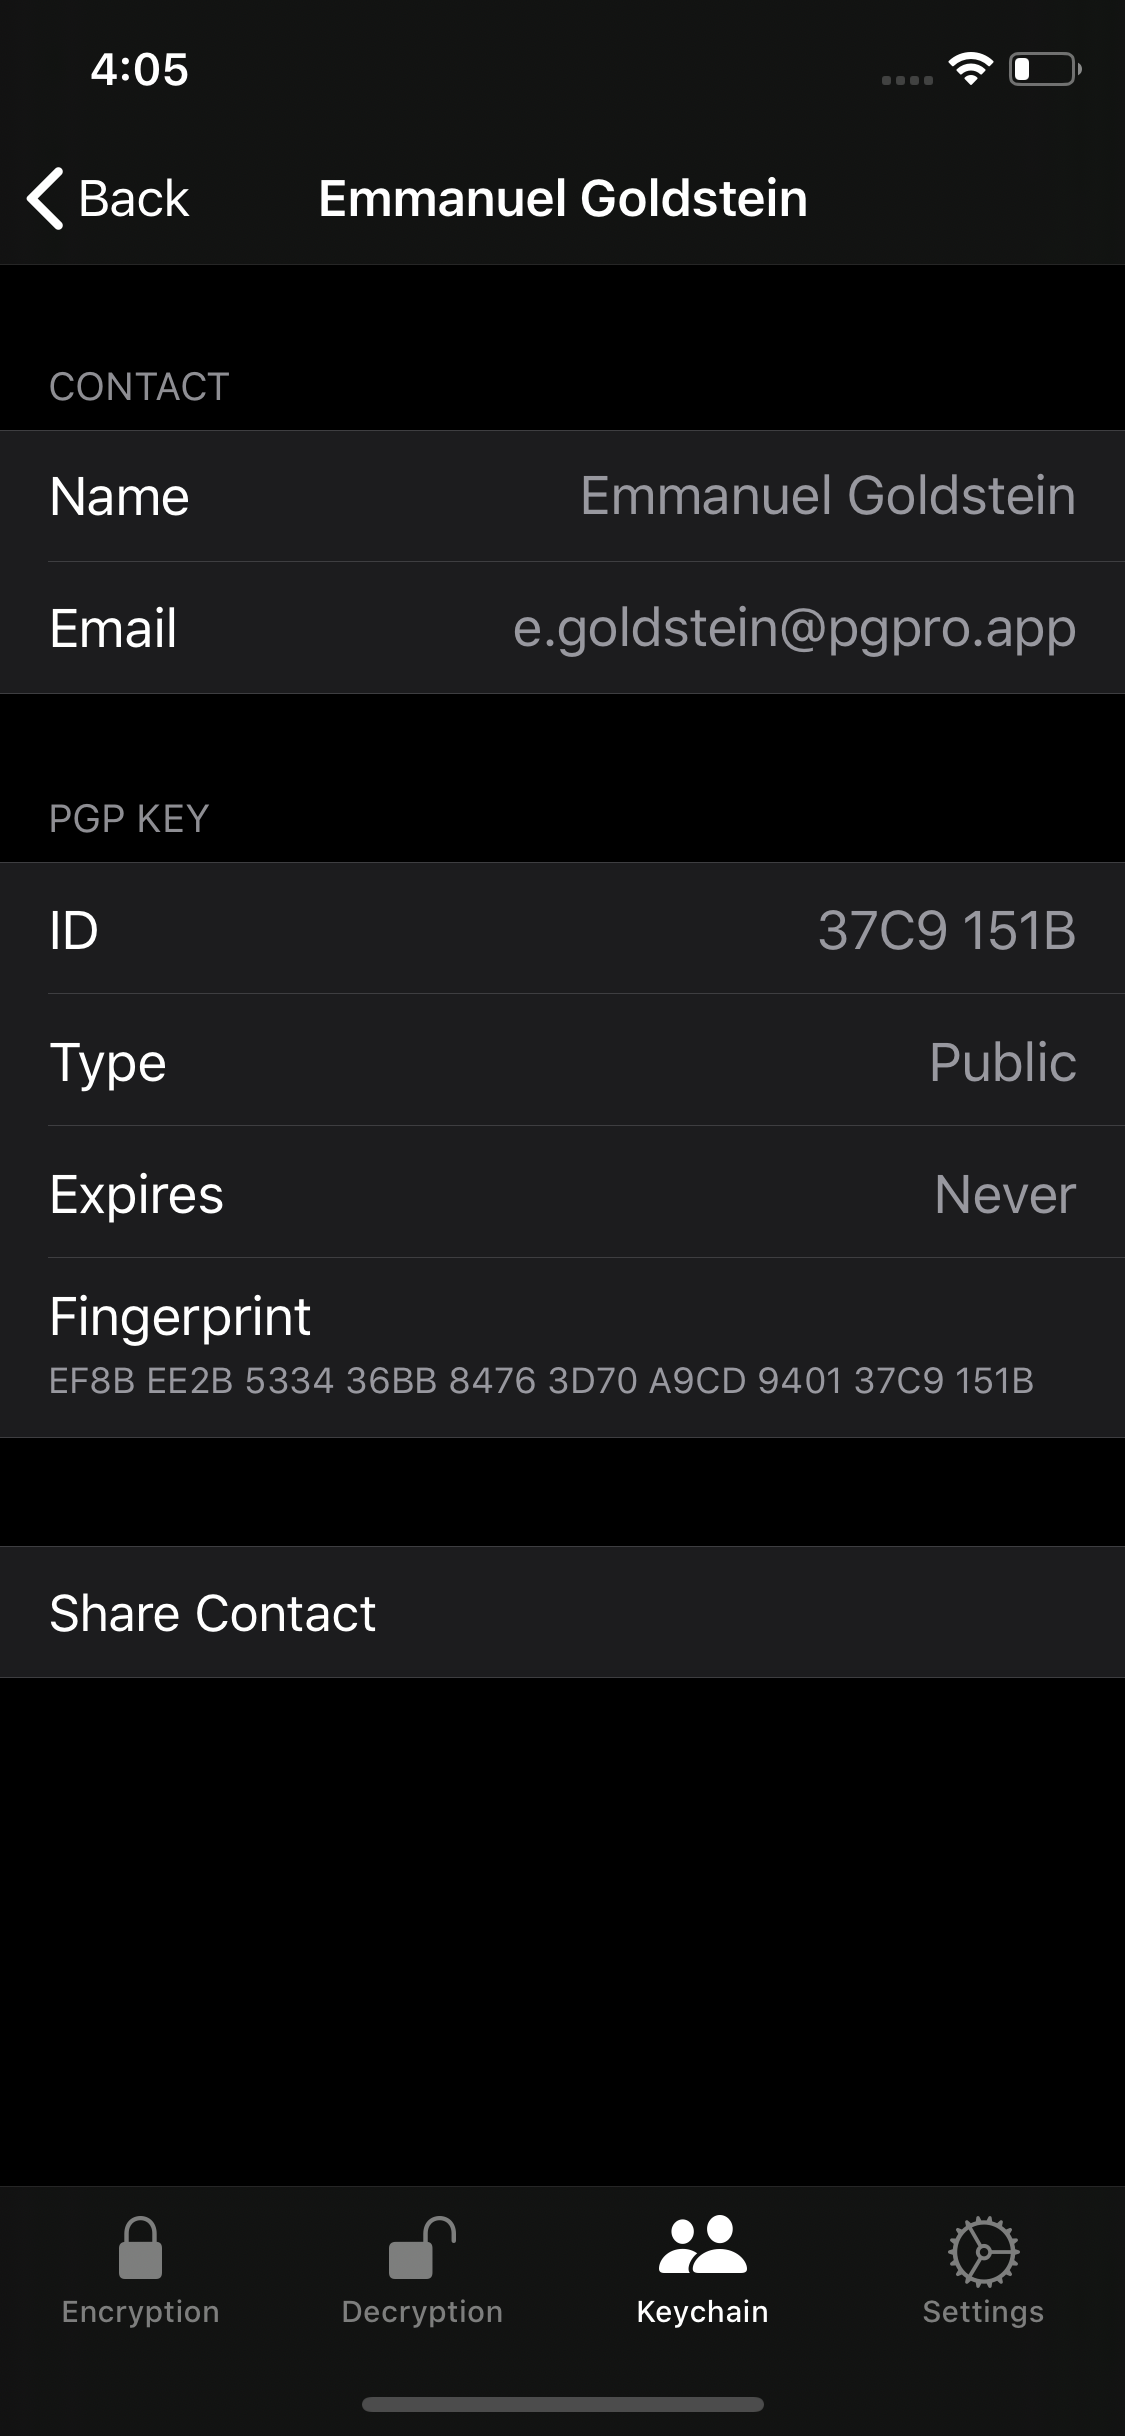 4:05
Back Emmanuel Goldstein
CONTACT
Name Emmanuel Goldstein
Email e.goldstein@pgpro.app
PGP KEY
ID 37C9 151B
Type Public
Expires Never
Fingerprint
EF8B EE2B 5334 36BB 8476 3D70 A9CD 9401 37C9 151B
Share Contact
Encryption Decryption Keychain Settings